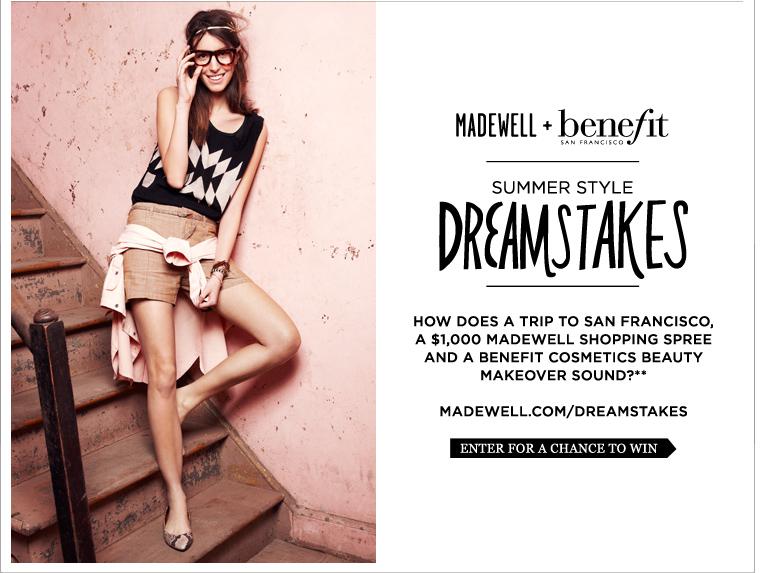 MADEWELL + benefit
SAN FRANCISCO
SUMMER STYLE
DREAMSTAKES
HOW DOES A TRIP TO SAN FRANCISCO,
A $1,000 MADEWELL SHOPPING SPREE
AND A BENEFIT COSMETICS BEAUTY
MAKEOVER SOUND?**
MADEWELL.COM/DREAMSTAKES
ENTER FOR A CHANCE TO WIN